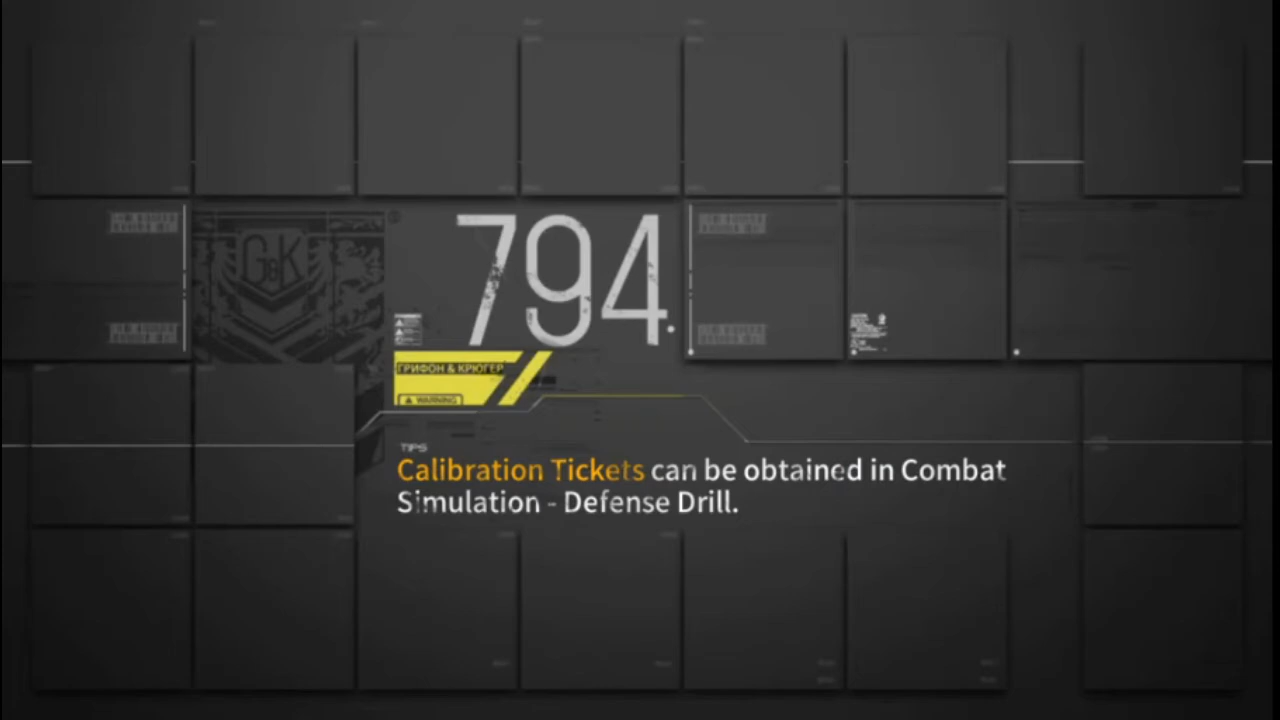 G&K
794.
ГРИФОН & КРЮГЕР
WARNING
TIPS
Calibration Tickets can be obtained in Combat
Simulation - Defense Drill.